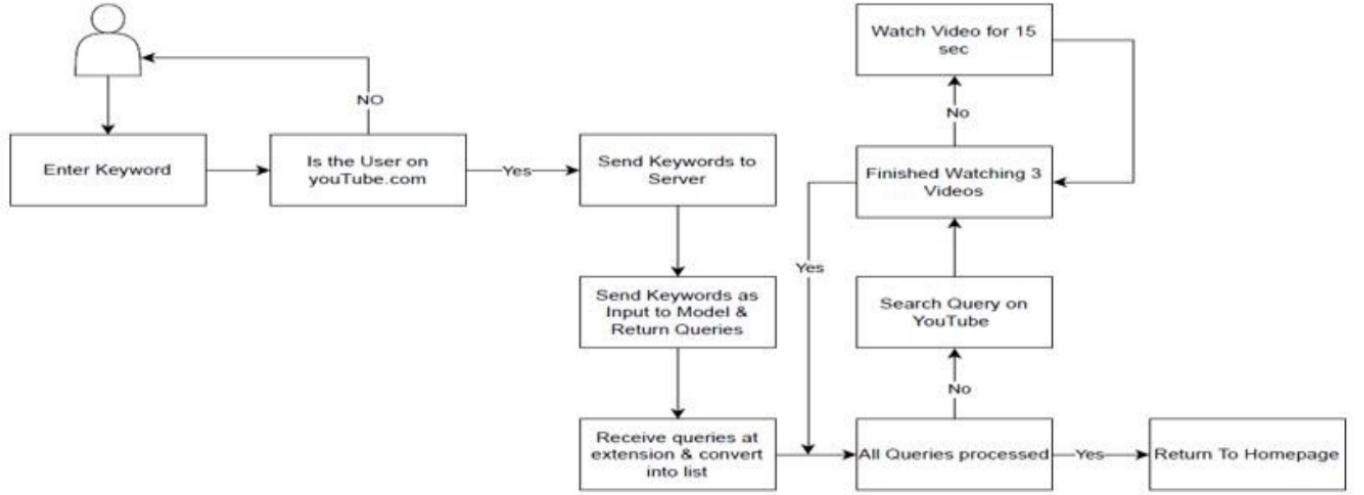 NO
Enter Keyword
Is the User on
youTube.com
Yes
Send Keywords to
Server
Send Keywords as
Input to Model &
Return Queries
Receive queries at
extension & convert
into list
Watch Video for 15
sec
No
Finished Watching 3
Videos
Yes
Search Query on
YouTube
No
All Queries processed
Yes
Return To Homepage